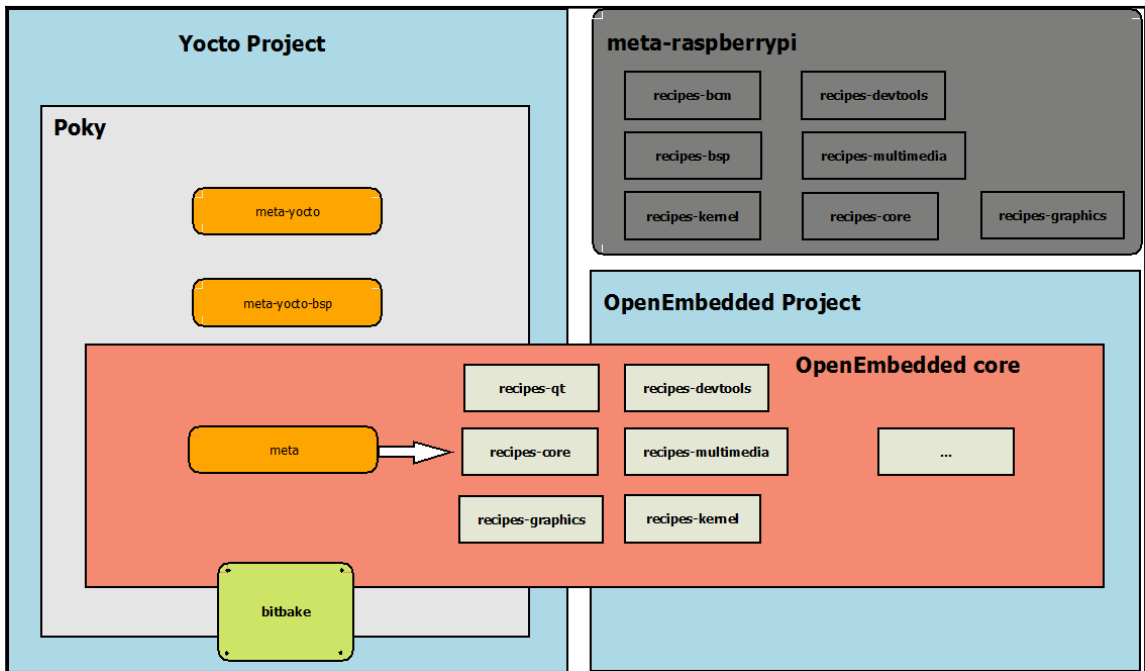 Yocto Project
Poky
meta-yocto
meta-yocto-bsp
meta-raspberrypi
recipes-bcm
recipes-devtools
recipes-bsp
recipes-multimedia
recipes-kernel
recipes-core
recipes-graphics
OpenEmbedded Project
OpenEmbedded core
recipes-qt
recipes-devtools
meta
recipes-core
recipes-multimedia
...
recipes-graphics
recipes-kernel
bitbake